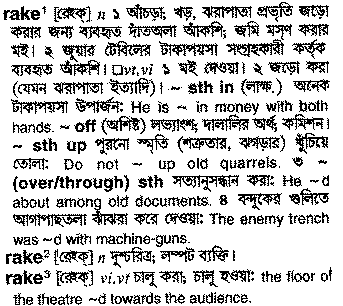 rake¹ [রেইক্] n ১ আঁচড়া; খড়, ঝরাপাতা প্রভৃতি জড়ো
করার জন্য ব্যবহৃত দাঁতঅলা আঁকশি; জমি মসৃণ করার
মই। ২ জুয়ার টেবিলের টাকাপয়সা সংগ্রহকারী কর্তৃক
ব্যবহৃত আঁকশি। □vt,vi ১ মই দেওয়া। ২ জড়ো করা
(যেমন ঝরাপাতা ইত্যাদি)। ~ sth in (লাক্ষ.) অনেক
টাকাপয়সা উপার্জন: He is ~ in money with both
hands. ~ off (অশিষ্ট) লভ্যাংশ; দালালির অর্থ, কমিশন।
~ sth up পুরনো স্মৃতি (শত্রুতার, ঝগড়ার) খুঁচিয়ে
তোলা: Do not ~ up old quarrels. ৩ ~
(over/through) sth সত্যানুসন্ধান করা: He ~d
about among old documents. ৪ বন্দুকের গুলিতে
আগাপাছতলা ঝাঁঝরা করে দেওয়া: The enemy trench
was ~d with machine-guns.
rake² [রেইক্] n দুশ্চরিত্র, লম্পট ব্যক্তি।
rake³ [রেইক্] vi,vt ঢালু করা; ঢালু হওয়া: the floor of
the theatre ~d towards the audience.